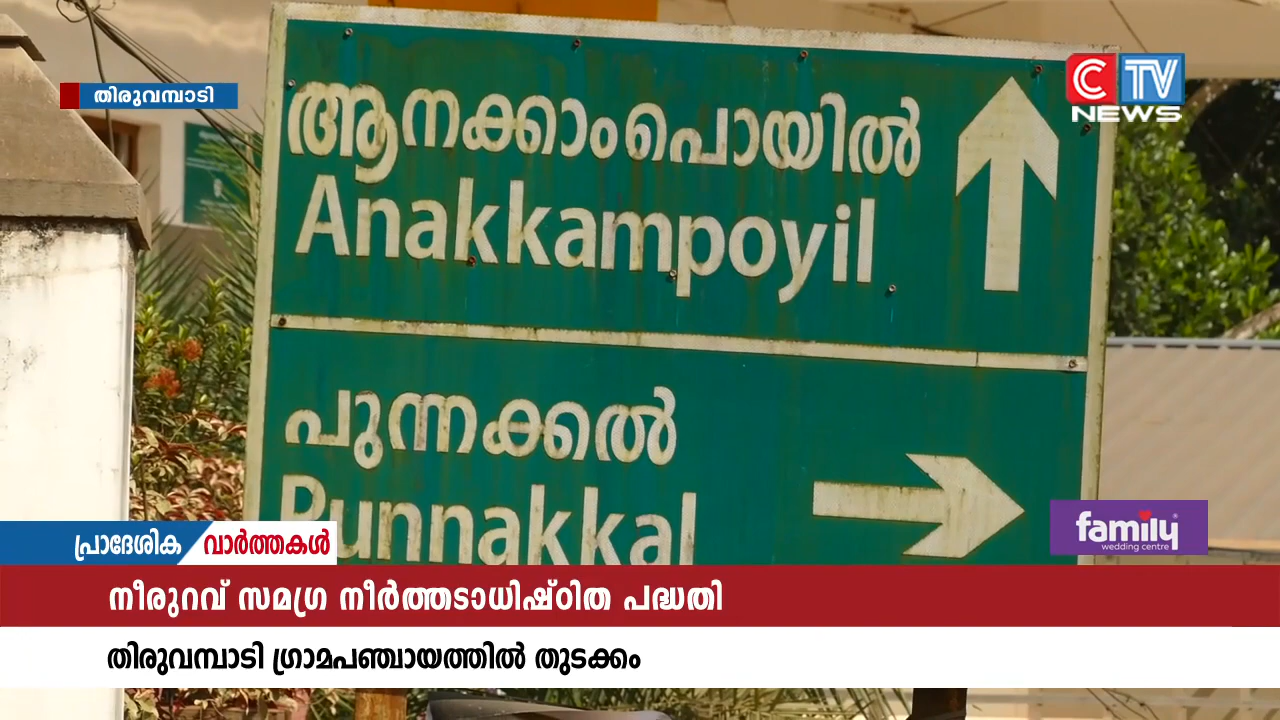 തിരുവമ്പാടി
CTV
NEWS
ആനക്കാംപൊയിൽ
Anakkampoyil
പുന്നക്കൽ
Punnakkal
family
wedding centre
പ്രാദേശിക വാർത്തകൾ
നീരുറവ് സമഗ്ര നീർത്തടാധിഷ്ഠിത പദ്ധതി
തിരുവമ്പാടി ഗ്രാമപഞ്ചായത്തിൽ തുടക്കം